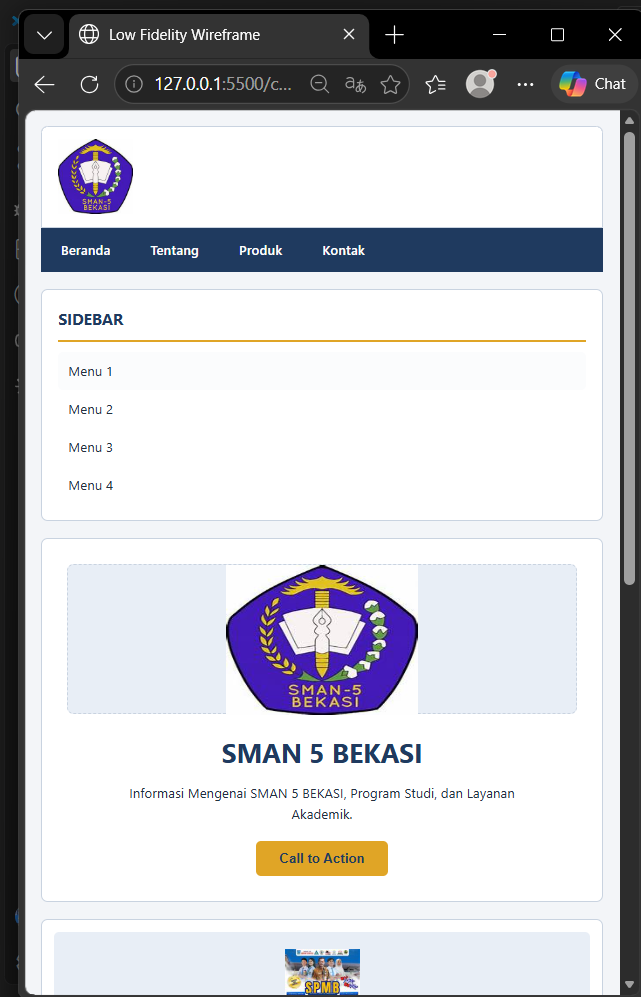 Low Fidelity Wireframe
127.0.0.1:5500/c...
Chat
SMAN-5
BEKASI
Beranda Tentang Produk Kontak
SIDEBAR
Menu 1
Menu 2
Menu 3
Menu 4
SMAN-5
BEKASI
SMAN 5 BEKASI
Informasi Mengenai SMAN 5 BEKASI, Program Studi, dan Layanan
Akademik.
Call to Action
SPMB